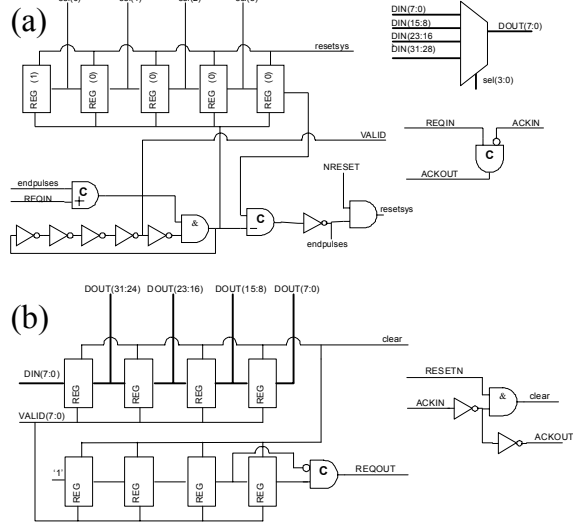 (a)
resetsys
REG (1)
REG (0)
REG (0)
REG (0)
REG (0)
VALID
endpulses
REQIN
C
+
&
C
–
NRESET
resetsys
endpulses
DIN(7:0)
DIN(15:8)
DIN(23:16
DIN(31:28)
DOUT(7:0)
sel(3:0)
REQIN
ACKIN
C
ACKOUT
(b)
DOUT(31:24)
DOUT(23:16)
DOUT(15:8)
DOUT(7:0)
clear
DIN(7:0)
REG
REG
REG
REG
VALID(7:0)
'1'
REG
REG
REG
REG
C
REQOUT
RESETN
ACKIN
&
clear
ACKOUT